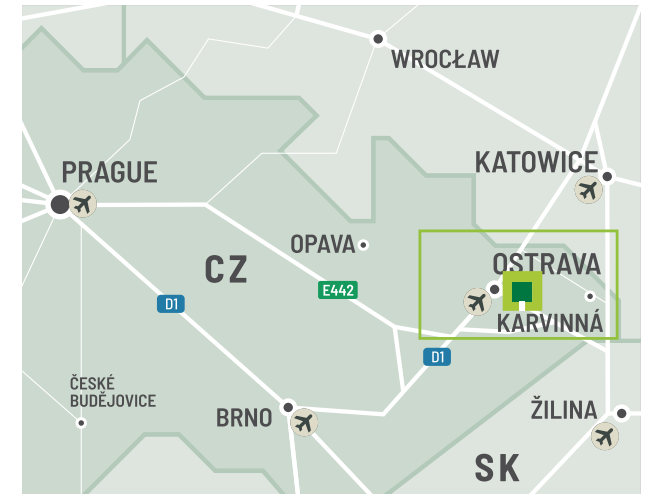 WROCŁAW
KATOWICE
PRAGUE
OPAVA
CZ
OSTRAVA
E442
D1
KARVINNÁ
D1
ČESKÉ
BUDĚJOVICE
BRNO
ŽILINA
SK